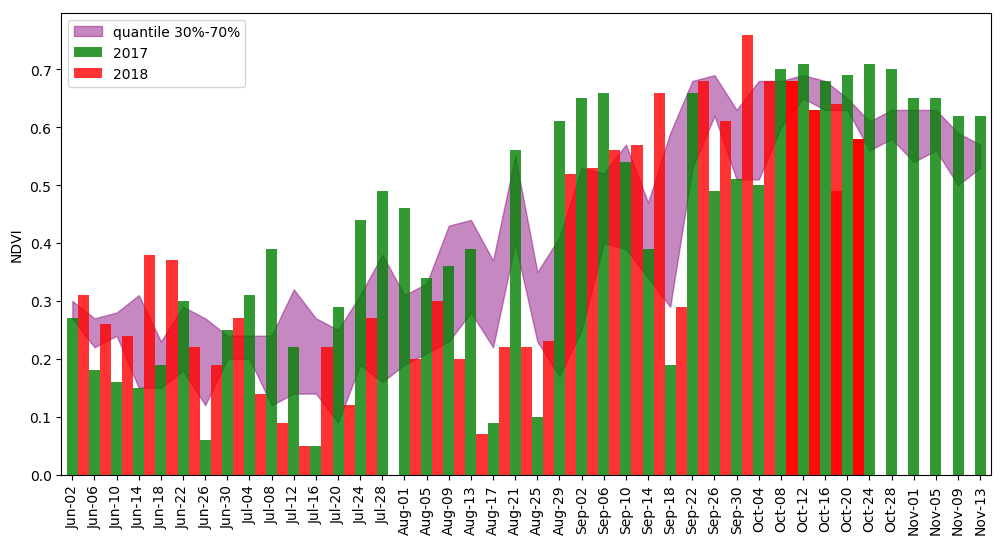 quantile 30%-70%
2017
2018
NDVI
0.7
0.6
0.5
0.4
0.3
0.2
0.1
0.0
Jun-02
Jun-06
Jun-10
Jun-14
Jun-18
Jun-22
Jun-26
Jun-30
Jul-04
Jul-08
Jul-12
Jul-16
Jul-20
Jul-24
Jul-28
Aug-01
Aug-05
Aug-09
Aug-13
Aug-17
Aug-21
Aug-25
Aug-29
Sep-02
Sep-06
Sep-10
Sep-14
Sep-18
Sep-22
Sep-26
Sep-30
Oct-04
Oct-08
Oct-12
Oct-16
Oct-20
Oct-24
Oct-28
Nov-01
Nov-05
Nov-09
Nov-13